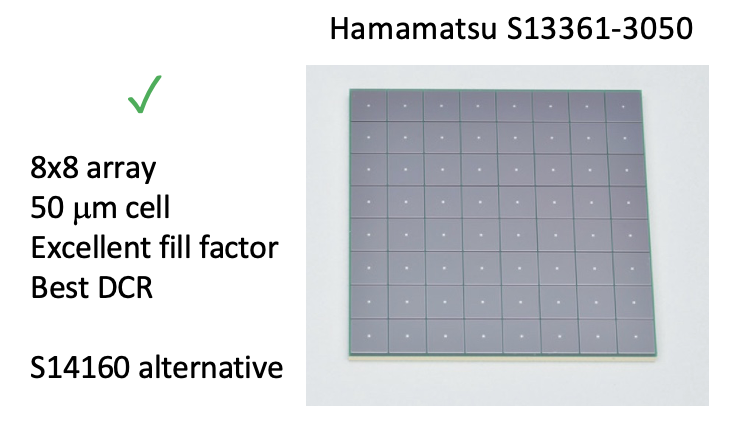 Hamamatsu S13361-3050
✓
8x8 array
50 μm cell
Excellent fill factor
Best DCR
S14160 alternative